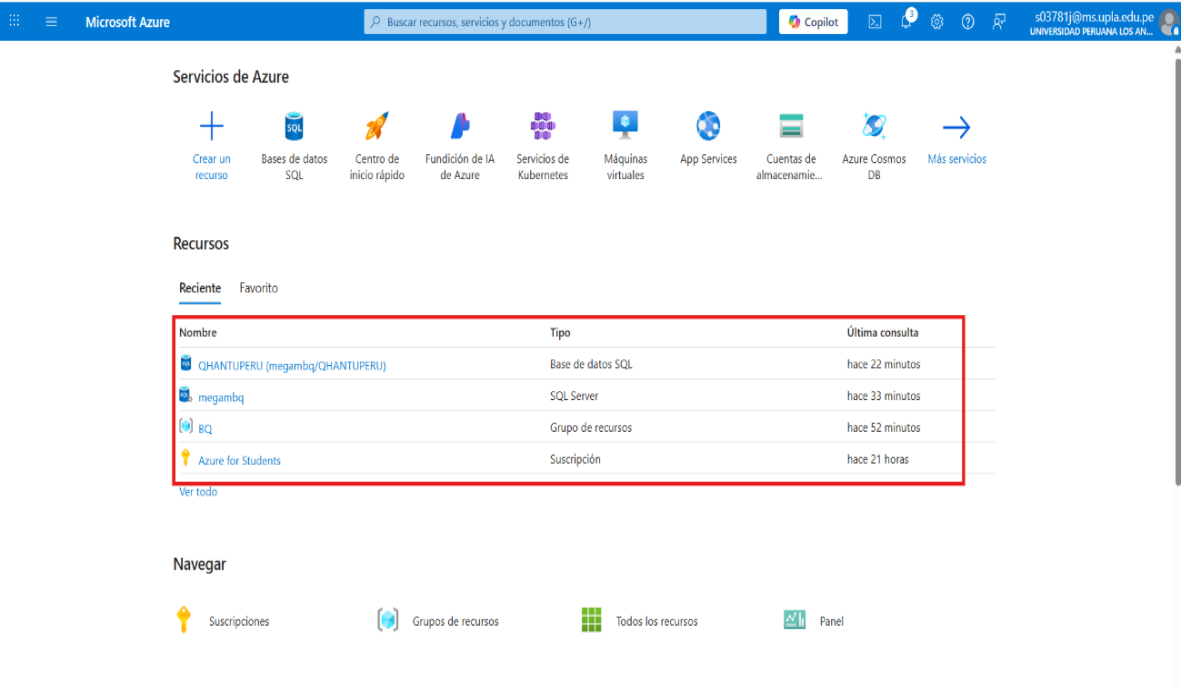 Microsoft Azure
Buscar recursos, servicios y documentos (G+/)
Copilot
3
s03781j@ms.upla.edu.pe
UNIVERSIDAD PERUANA LOS AN...
Servicios de Azure
SQL
Crear un
recurso
Bases de datos
SQL
Centro de
inicio rápido
Fundición de IA
de Azure
Servicios de
Kubernetes
Máquinas
virtuales
App Services
Cuentas de
almacenamie...
Azure Cosmos
DB
Más servicios
Recursos
Reciente Favorito
Nombre Tipo Última consulta
QHANTUPERU (megambq/QHANTUPERU) Base de datos SQL hace 22 minutos
megambq SQL Server hace 33 minutos
BQ Grupo de recursos hace 52 minutos
Azure for Students Suscripción hace 21 horas
Ver todo
Navegar
Suscripciones Grupos de recursos Todos los recursos Panel